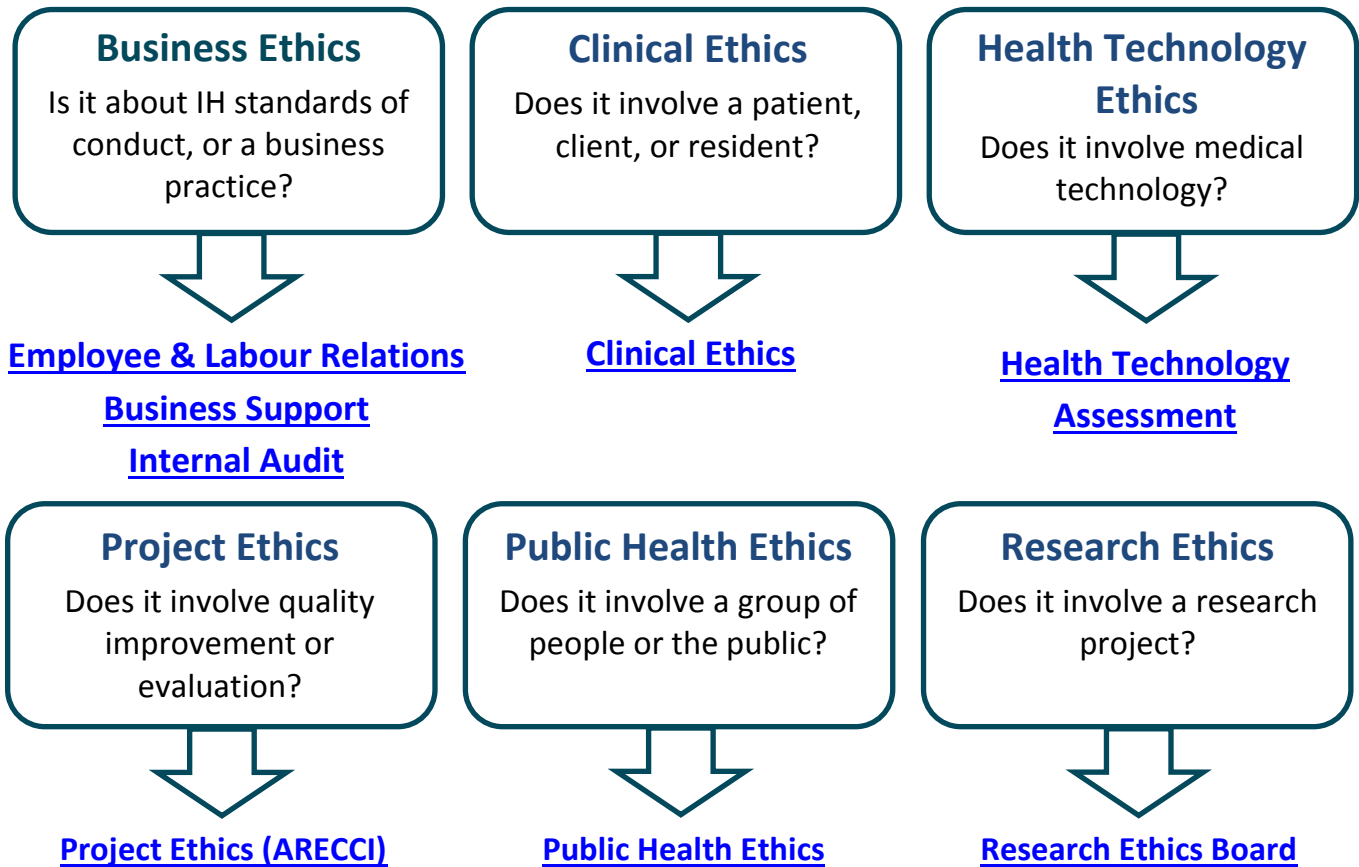 Business Ethics
Is it about IH standards of
conduct, or a business
practice?
Employee & Labour Relations
Business Support
Internal Audit
Clinical Ethics
Does it involve a patient,
client, or resident?
Clinical Ethics
Health Technology
Ethics
Does it involve medical
technology?
Health Technology
Assessment
Project Ethics
Does it involve quality
improvement or
evaluation?
Project Ethics (ARECCI)
Public Health Ethics
Does it involve a group of
people or the public?
Public Health Ethics
Research Ethics
Does it involve a research
project?
Research Ethics Board